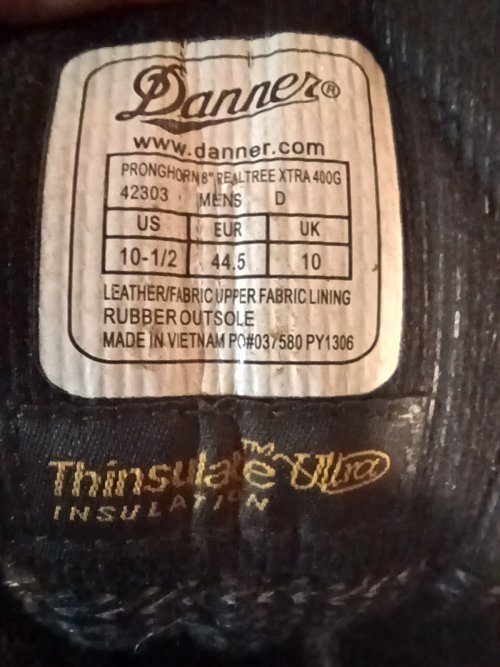 Danner®
www.danner.com
PRONGHORN 8" REALTREE XTRA 400G
42303 MENS D
US EUR UK
10-1/2 44.5 10
LEATHER/FABRIC UPPER FABRIC LINING
RUBBER OUTSOLE
MADE IN VIETNAM PO#037580 PY1306
Thinsulate™ Ultra
INSULATION